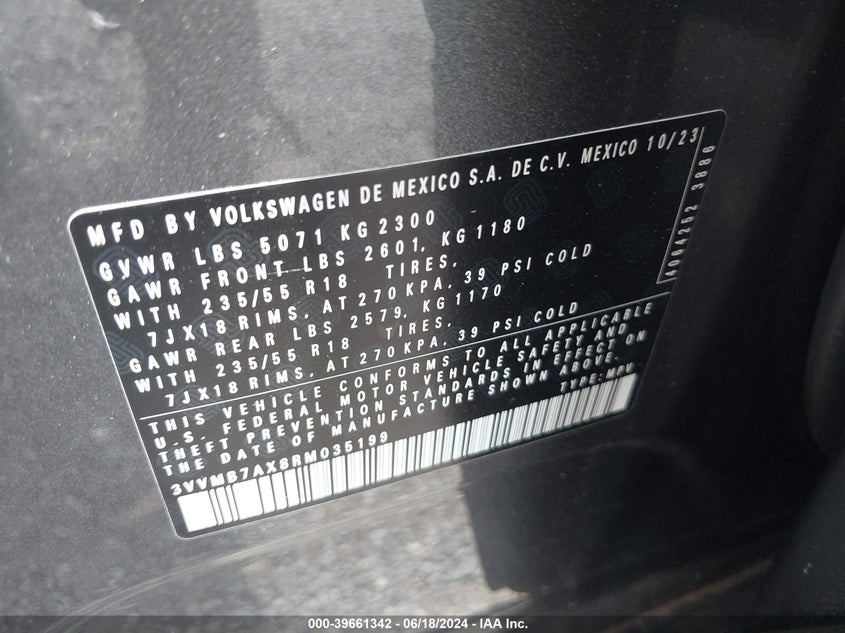 MFD BY VOLKSWAGEN DE MEXICO S.A. DE C.V. MEXICO 10/23
GVWR LBS 5071 KG 2300
GAWR FRONT LBS 2601, KG 1180
WITH 235/55 R18 TIRES,
7JX18 RIMS, AT 270 KPA, 39 PSI COLD
GAWR REAR LBS 2579, KG 1170
WITH 235/55 R18 TIRES,
7JX18 RIMS, AT 270 KPA, 39 PSI COLD
THIS VEHICLE CONFORMS TO ALL APPLICABLE
U.S. FEDERAL MOTOR VEHICLE SAFETY AND
THEFT PREVENTION STANDARDS IN EFFECT ON
THE DATE OF MANUFACTURE SHOWN ABOVE.
TYPE: MPV
3VVMB7AX8RM035199
3886
000-39661342 - 06/18/2024 - IAA Inc.